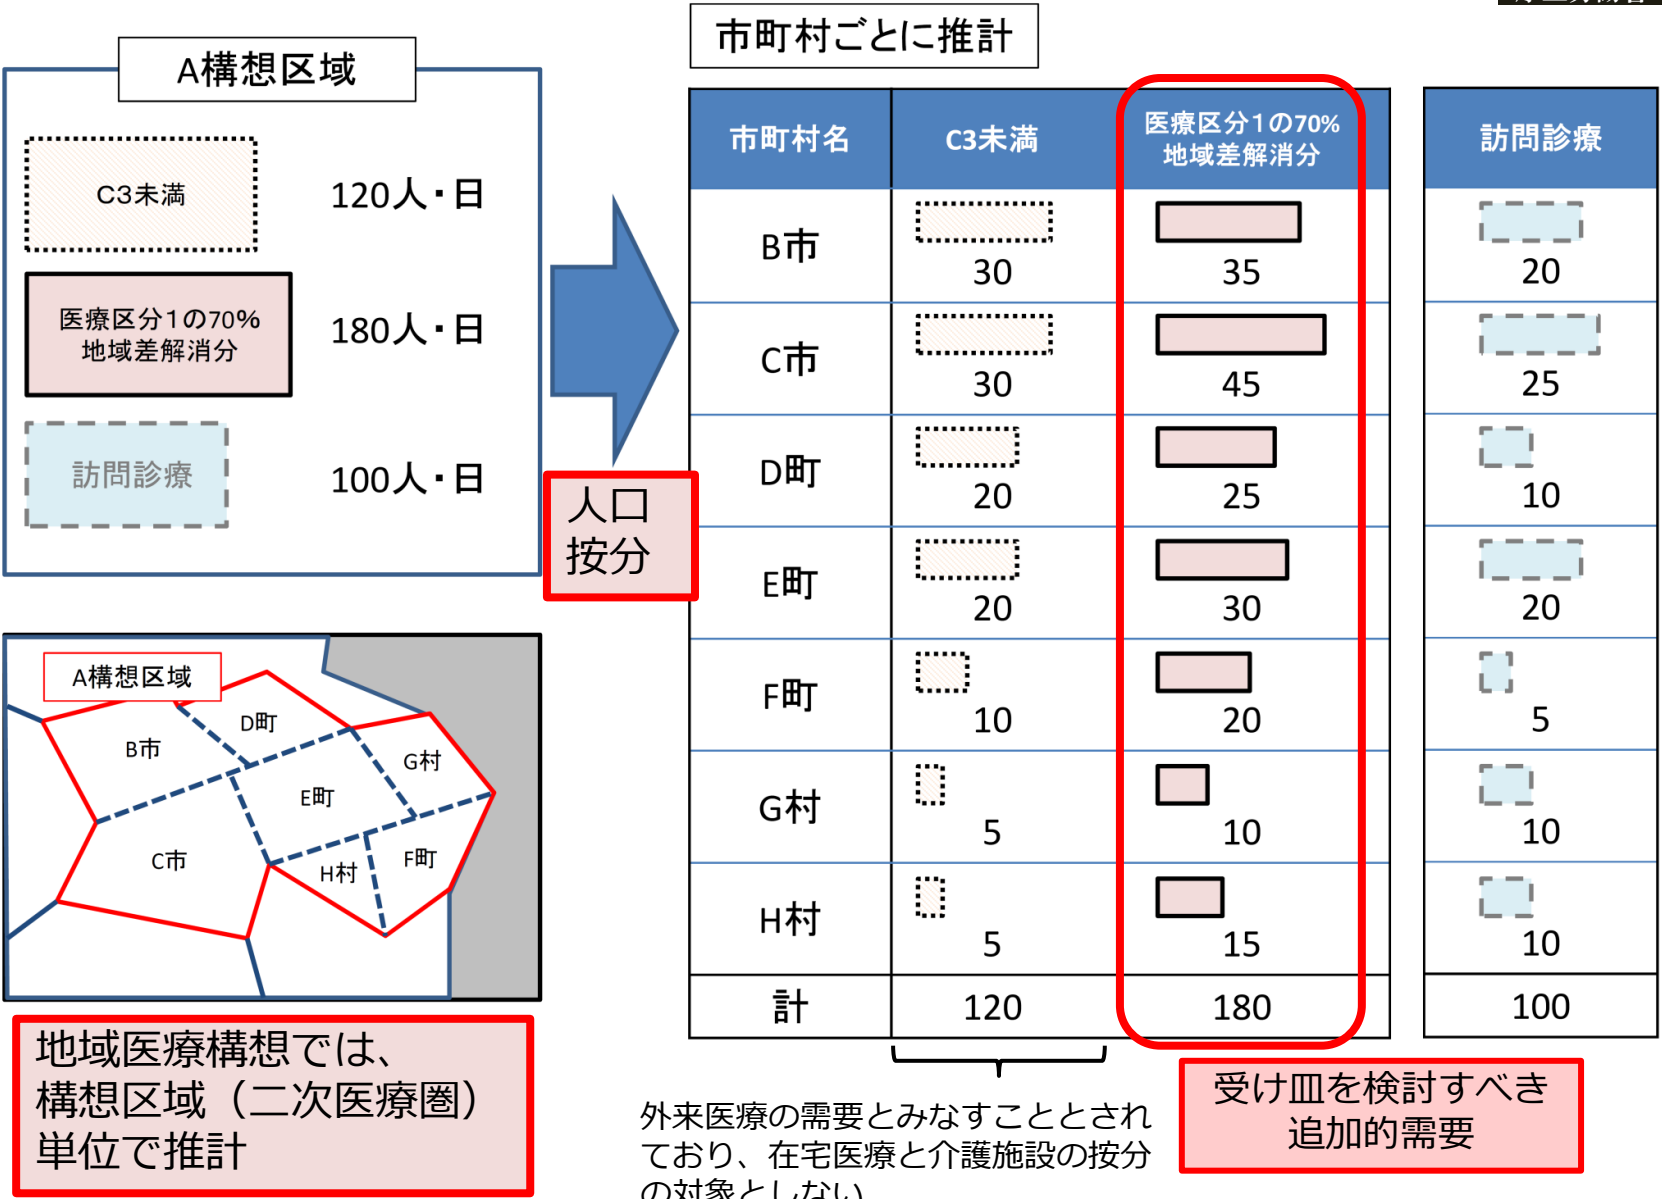 市町村ごとに推計
A構想区域
C3未満
120人・日
医療区分1の70%
地域差解消分
180人・日
訪問診療
100人・日
人口
按分
市町村名 C3未満 医療区分1の70% 訪問診療
地域差解消分
B市 30 35 20
C市 30 45 25
D町 20 25 10
E町 20 30 20
F町 10 20 5
G村 5 10 10
H村 5 15 10
計 120 180 100
A構想区域
D町
B市
G村
E町
C市
F町
H村
地域医療構想では、
構想区域（二次医療圏）
単位で推計
外来医療の需要とみなすこととされ
ており、在宅医療と介護施設の按分
の対象としない
受け皿を検討すべき
追加的需要